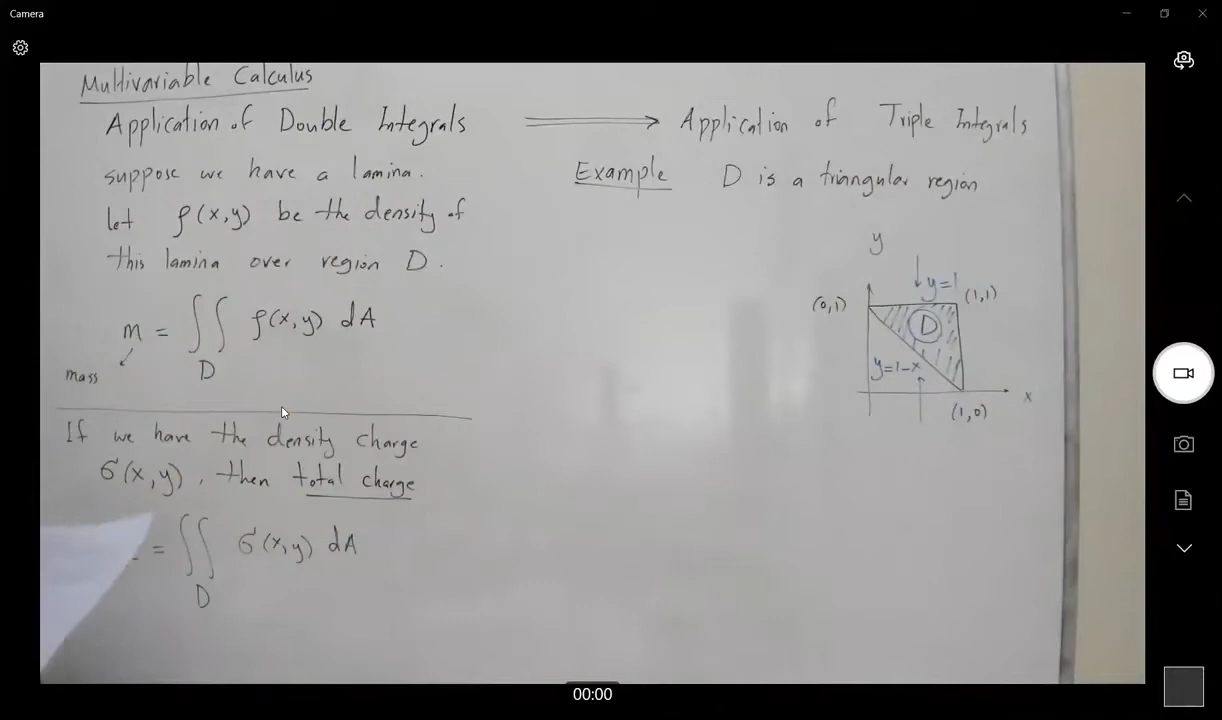 Camera
Multivariable Calculus
Application of Double Integrals
suppose we have a lamina.
let ρ(x,y) be the density of
this lamina over region D.
m = ∬ ρ(x,y) dA
D
mass
If we have the density charge
σ(x,y), then total charge
= ∬ σ(x,y) dA
D
Application of Triple Integrals
Example D is a triangular region
y
y=1
(0,1) (1,1)
D
y=1-x
x
(1,0)
00:00